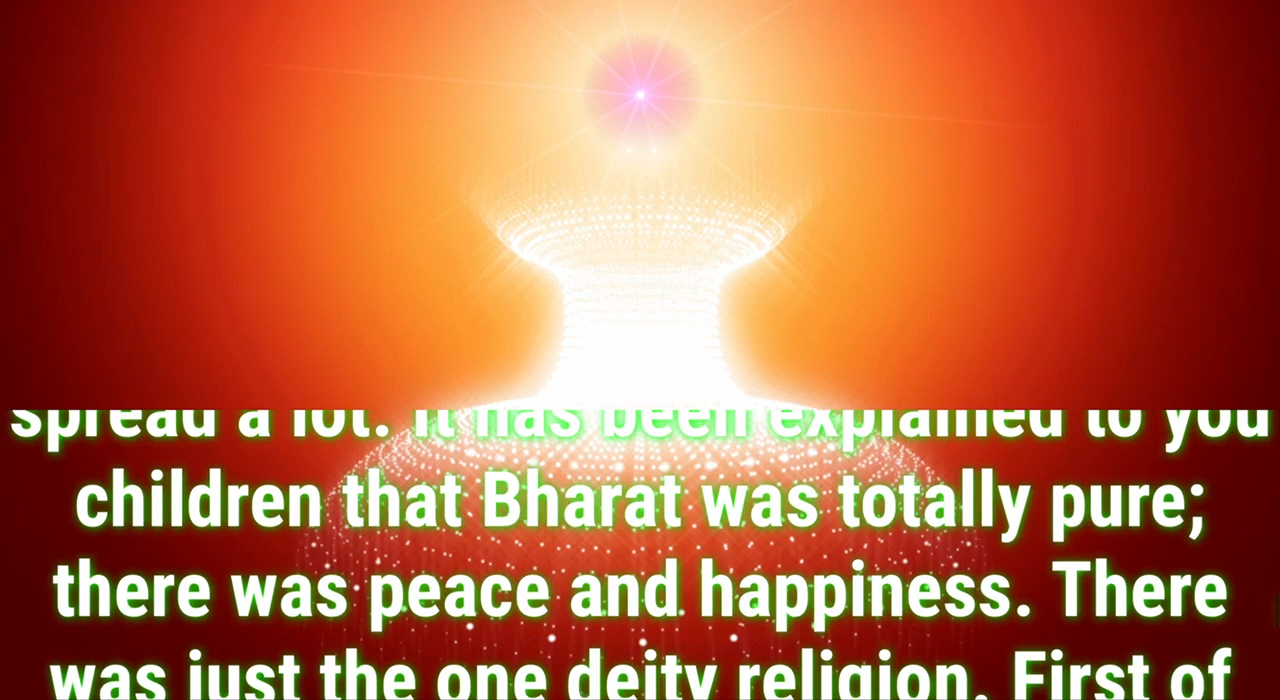 spread a lot. It has been explained to you
children that Bharat was totally pure;
there was peace and happiness. There
was just the one deity religion. First of